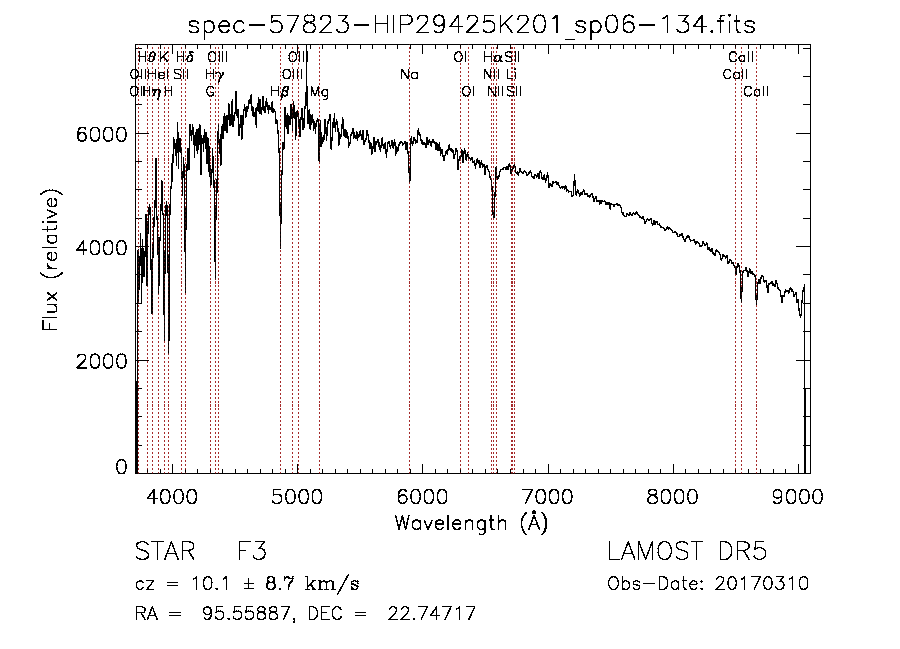 spec-57823-HIP29425K201_sp06-134.fits
Hθ K Hδ OIII OIII OI Hα SII CaII
OII HeI SII Hγ OIII Na NII Li CaII
OII Hη H G Hβ Mg OI NII SII CaII
6000
4000
2000
0
Flux (relative)
4000 5000 6000 7000 8000 9000
Wavelength (Å)
STAR F3 LAMOST DR5
cz = 10.1 ± 8.7 km/s Obs-Date: 20170310
RA = 95.55887, DEC = 22.74717